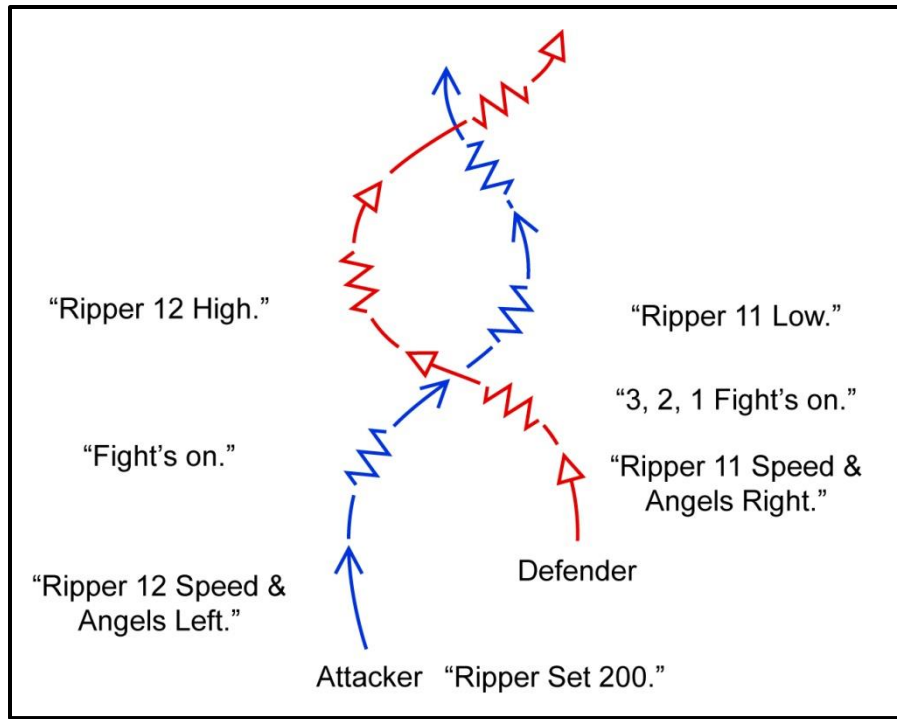 “Ripper 12 High.”
“Ripper 11 Low.”
“3, 2, 1 Fight’s on.”
“Fight’s on.”
“Ripper 11 Speed &
Angels Right.”
Defender
“Ripper 12 Speed &
Angels Left.”
Attacker “Ripper Set 200.”